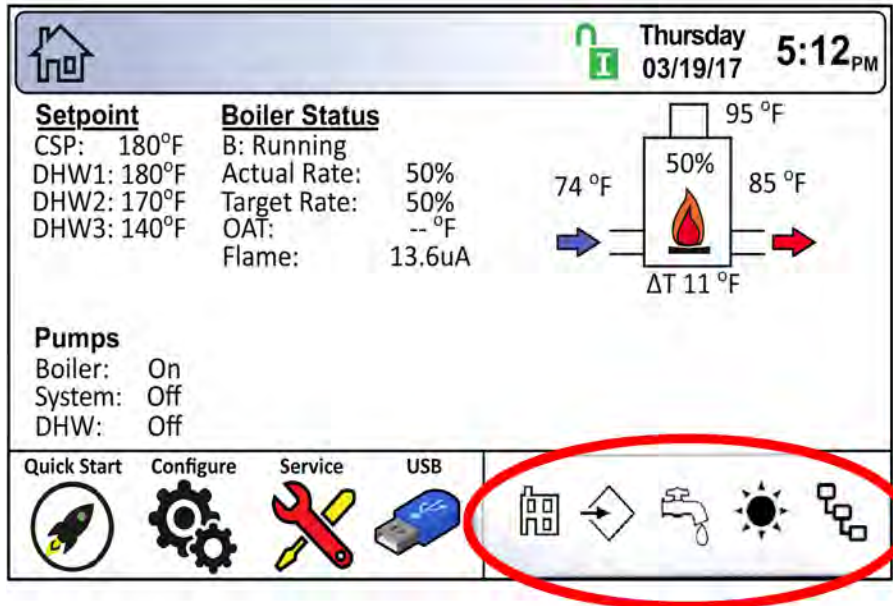 Thursday
03/19/17
5:12PM
I
Setpoint
CSP: 180°F
DHW1: 180°F
DHW2: 170°F
DHW3: 140°F
Boiler Status
B: Running
Actual Rate: 50%
Target Rate: 50%
OAT: -- °F
Flame: 13.6uA
95 °F
50%
74 °F
85 °F
ΔT 11 °F
Pumps
Boiler: On
System: Off
DHW: Off
Quick Start Configure Service USB